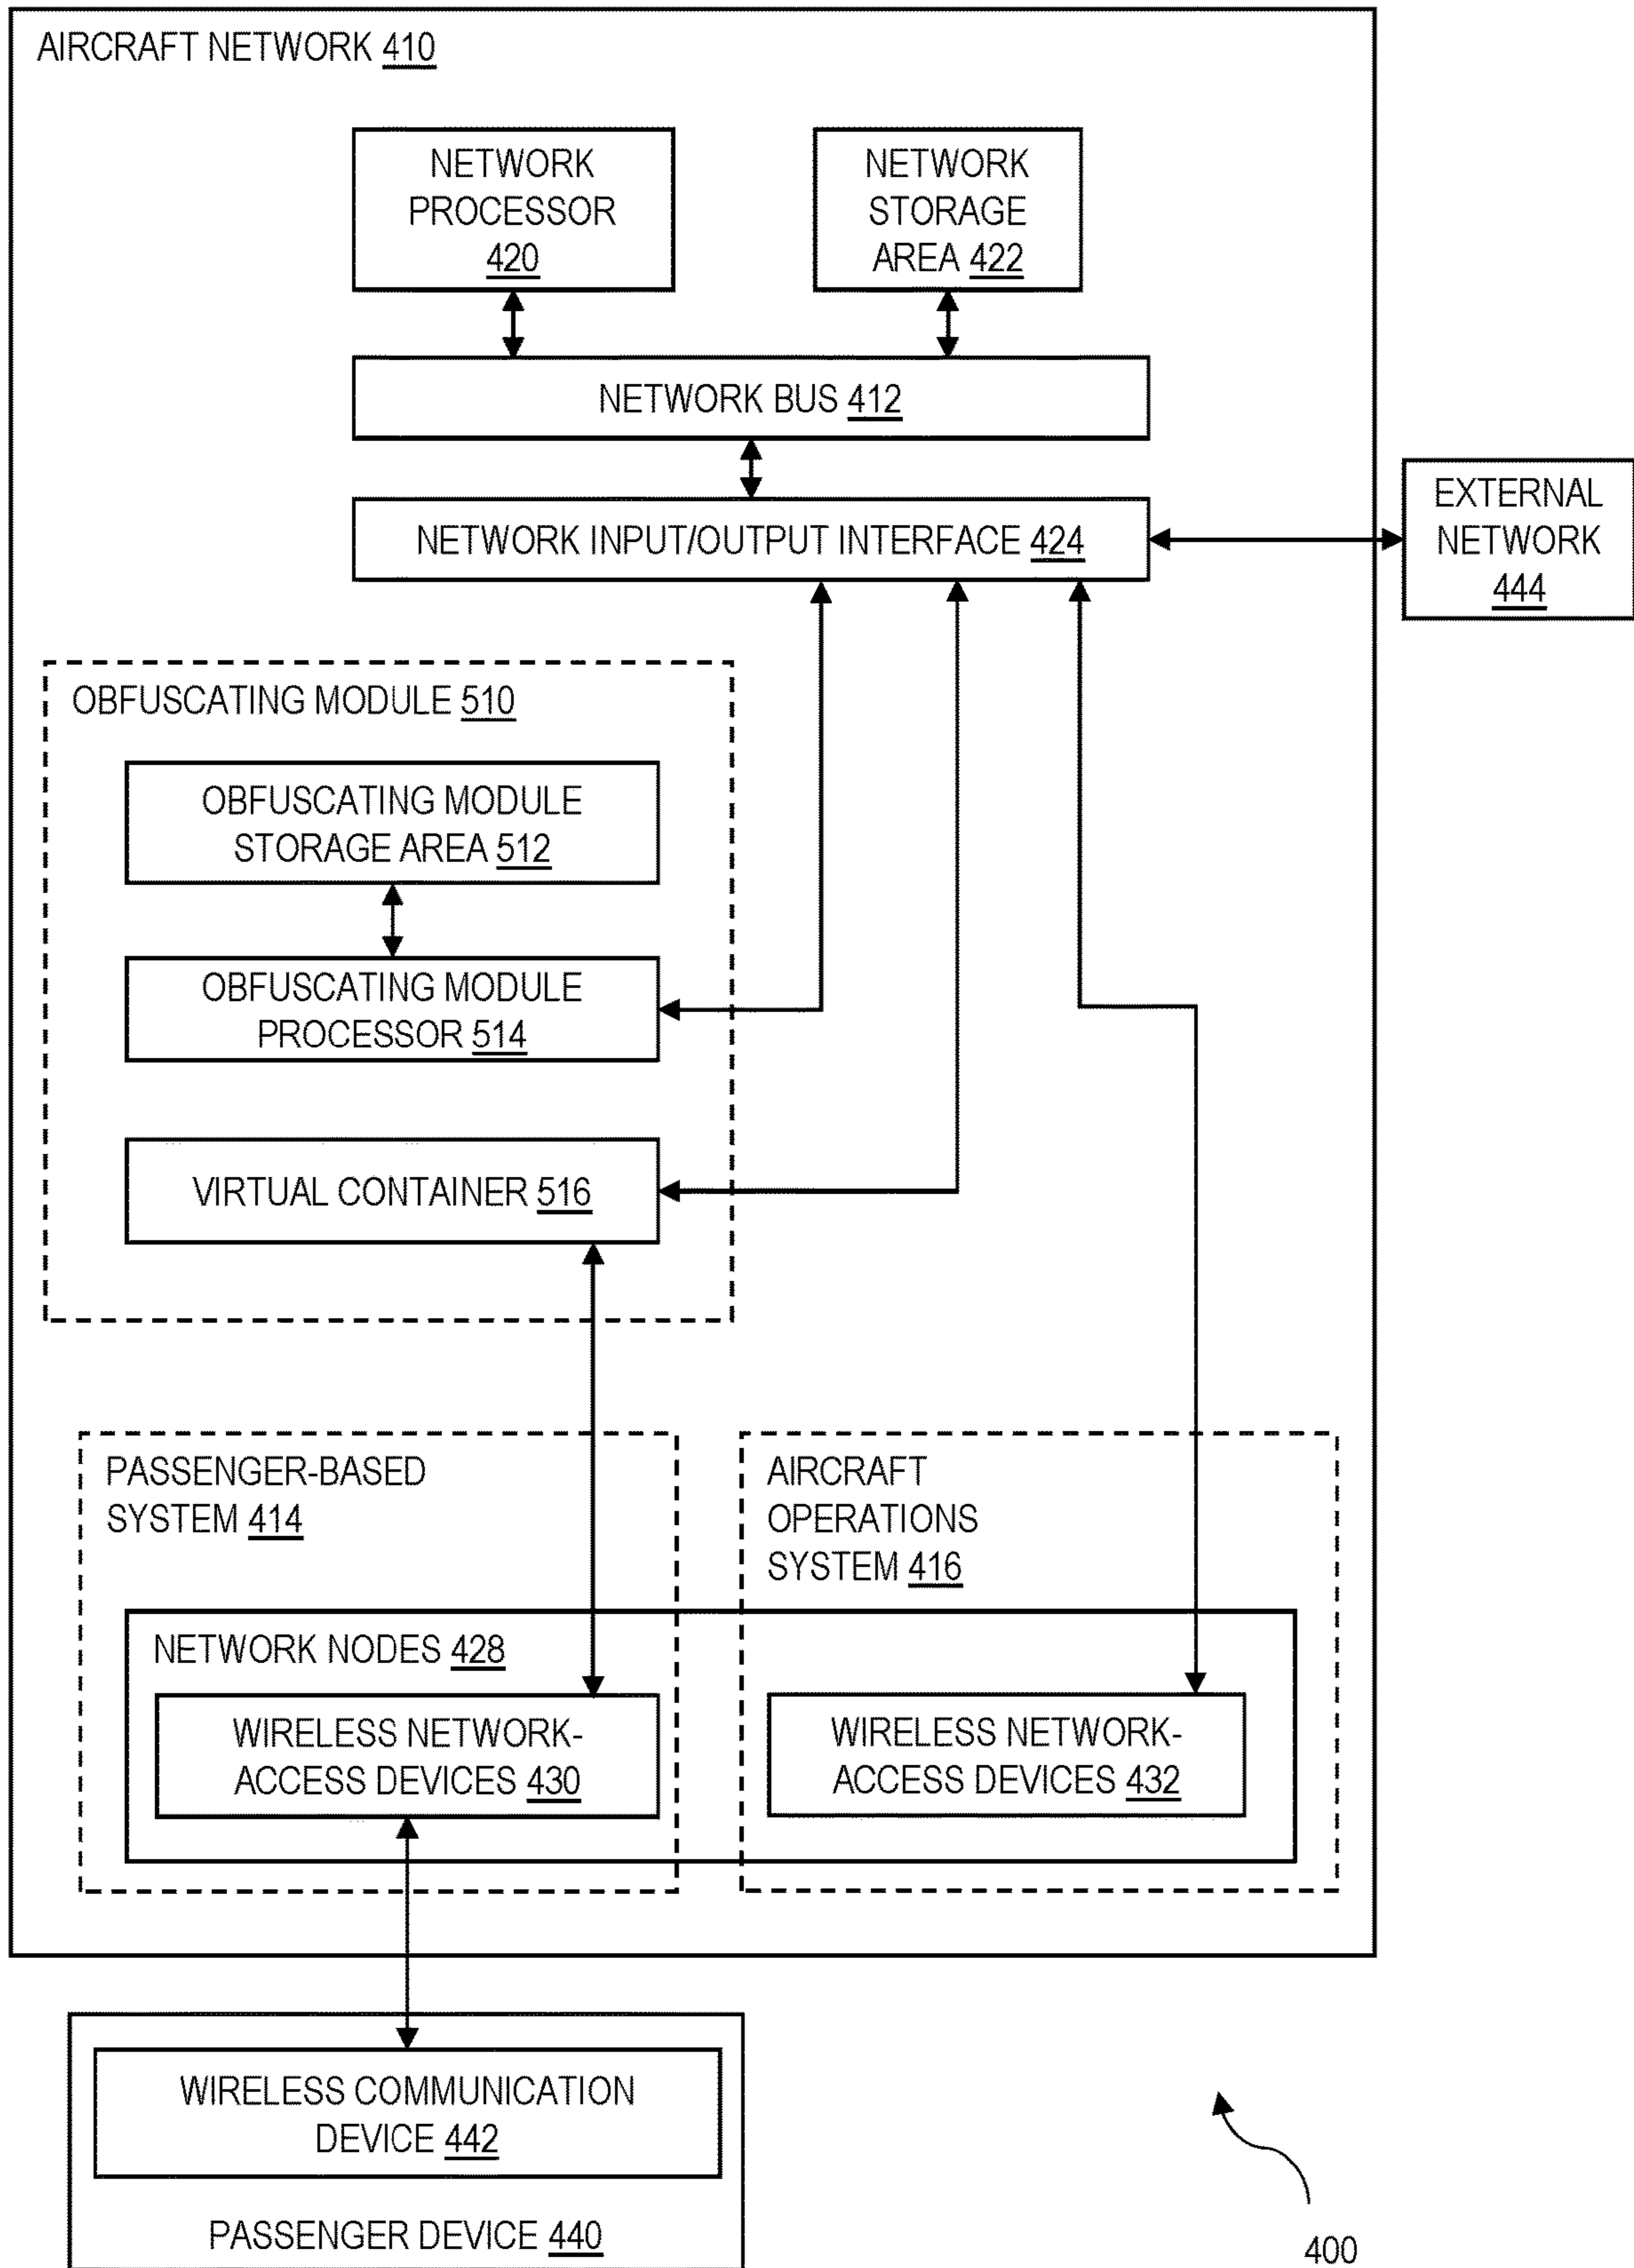 AIRCRAFT NETWORK 410
NETWORK
PROCESSOR
420
NETWORK
STORAGE
AREA 422
NETWORK BUS 412
NETWORK INPUT/OUTPUT INTERFACE 424
EXTERNAL
NETWORK
444
OBFUSCATING MODULE 510
OBFUSCATING MODULE
STORAGE AREA 512
OBFUSCATING MODULE
PROCESSOR 514
VIRTUAL CONTAINER 516
PASSENGER-BASED
SYSTEM 414
AIRCRAFT
OPERATIONS
SYSTEM 416
NETWORK NODES 428
WIRELESS NETWORK-
ACCESS DEVICES 430
WIRELESS NETWORK-
ACCESS DEVICES 432
WIRELESS COMMUNICATION
DEVICE 442
PASSENGER DEVICE 440
400